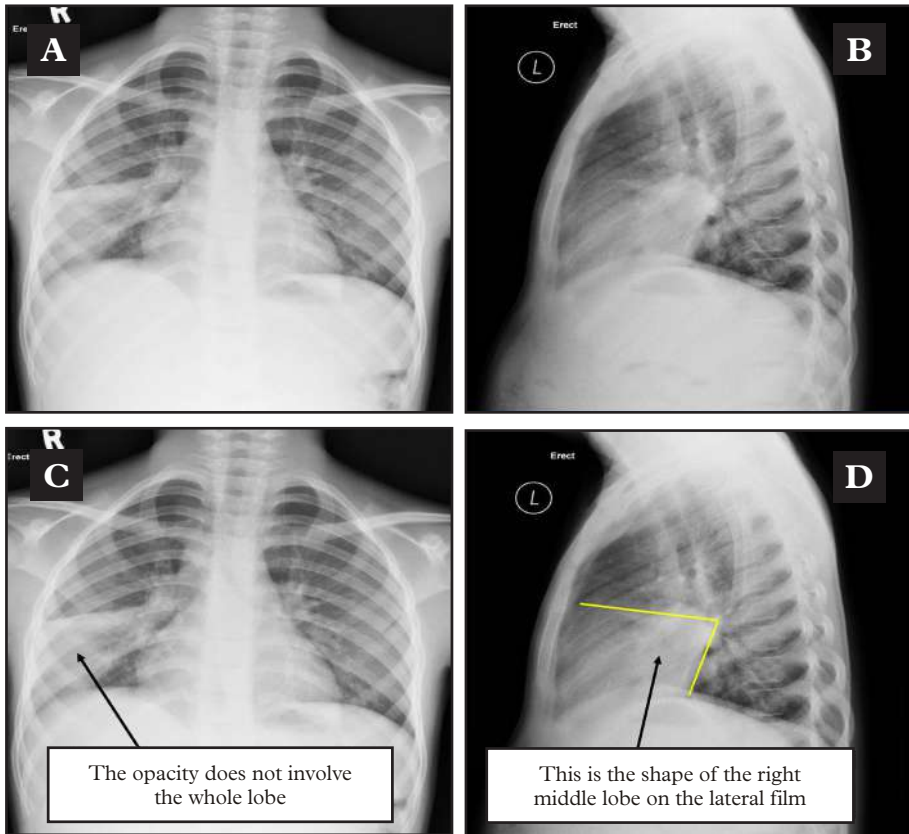 R
Erect
A
Erect
L
B
R
Erect
C
Erect
L
D
The opacity does not involve
the whole lobe
This is the shape of the right
middle lobe on the lateral film